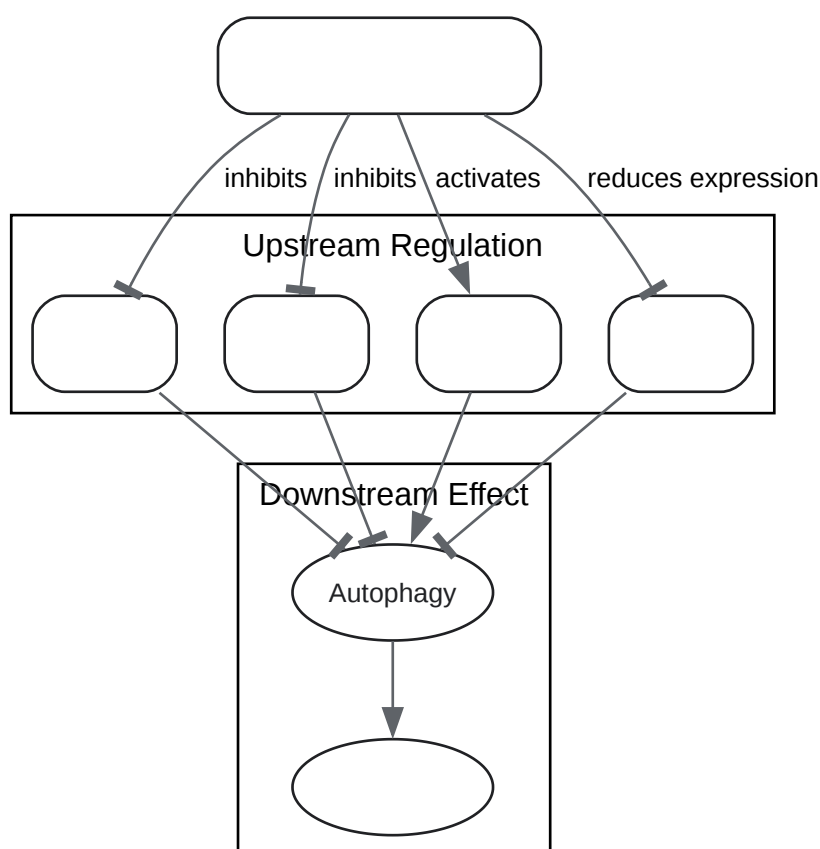 inhibits
inhibits
activates
reduces expression
Upstream Regulation
Downstream Effect
Autophagy